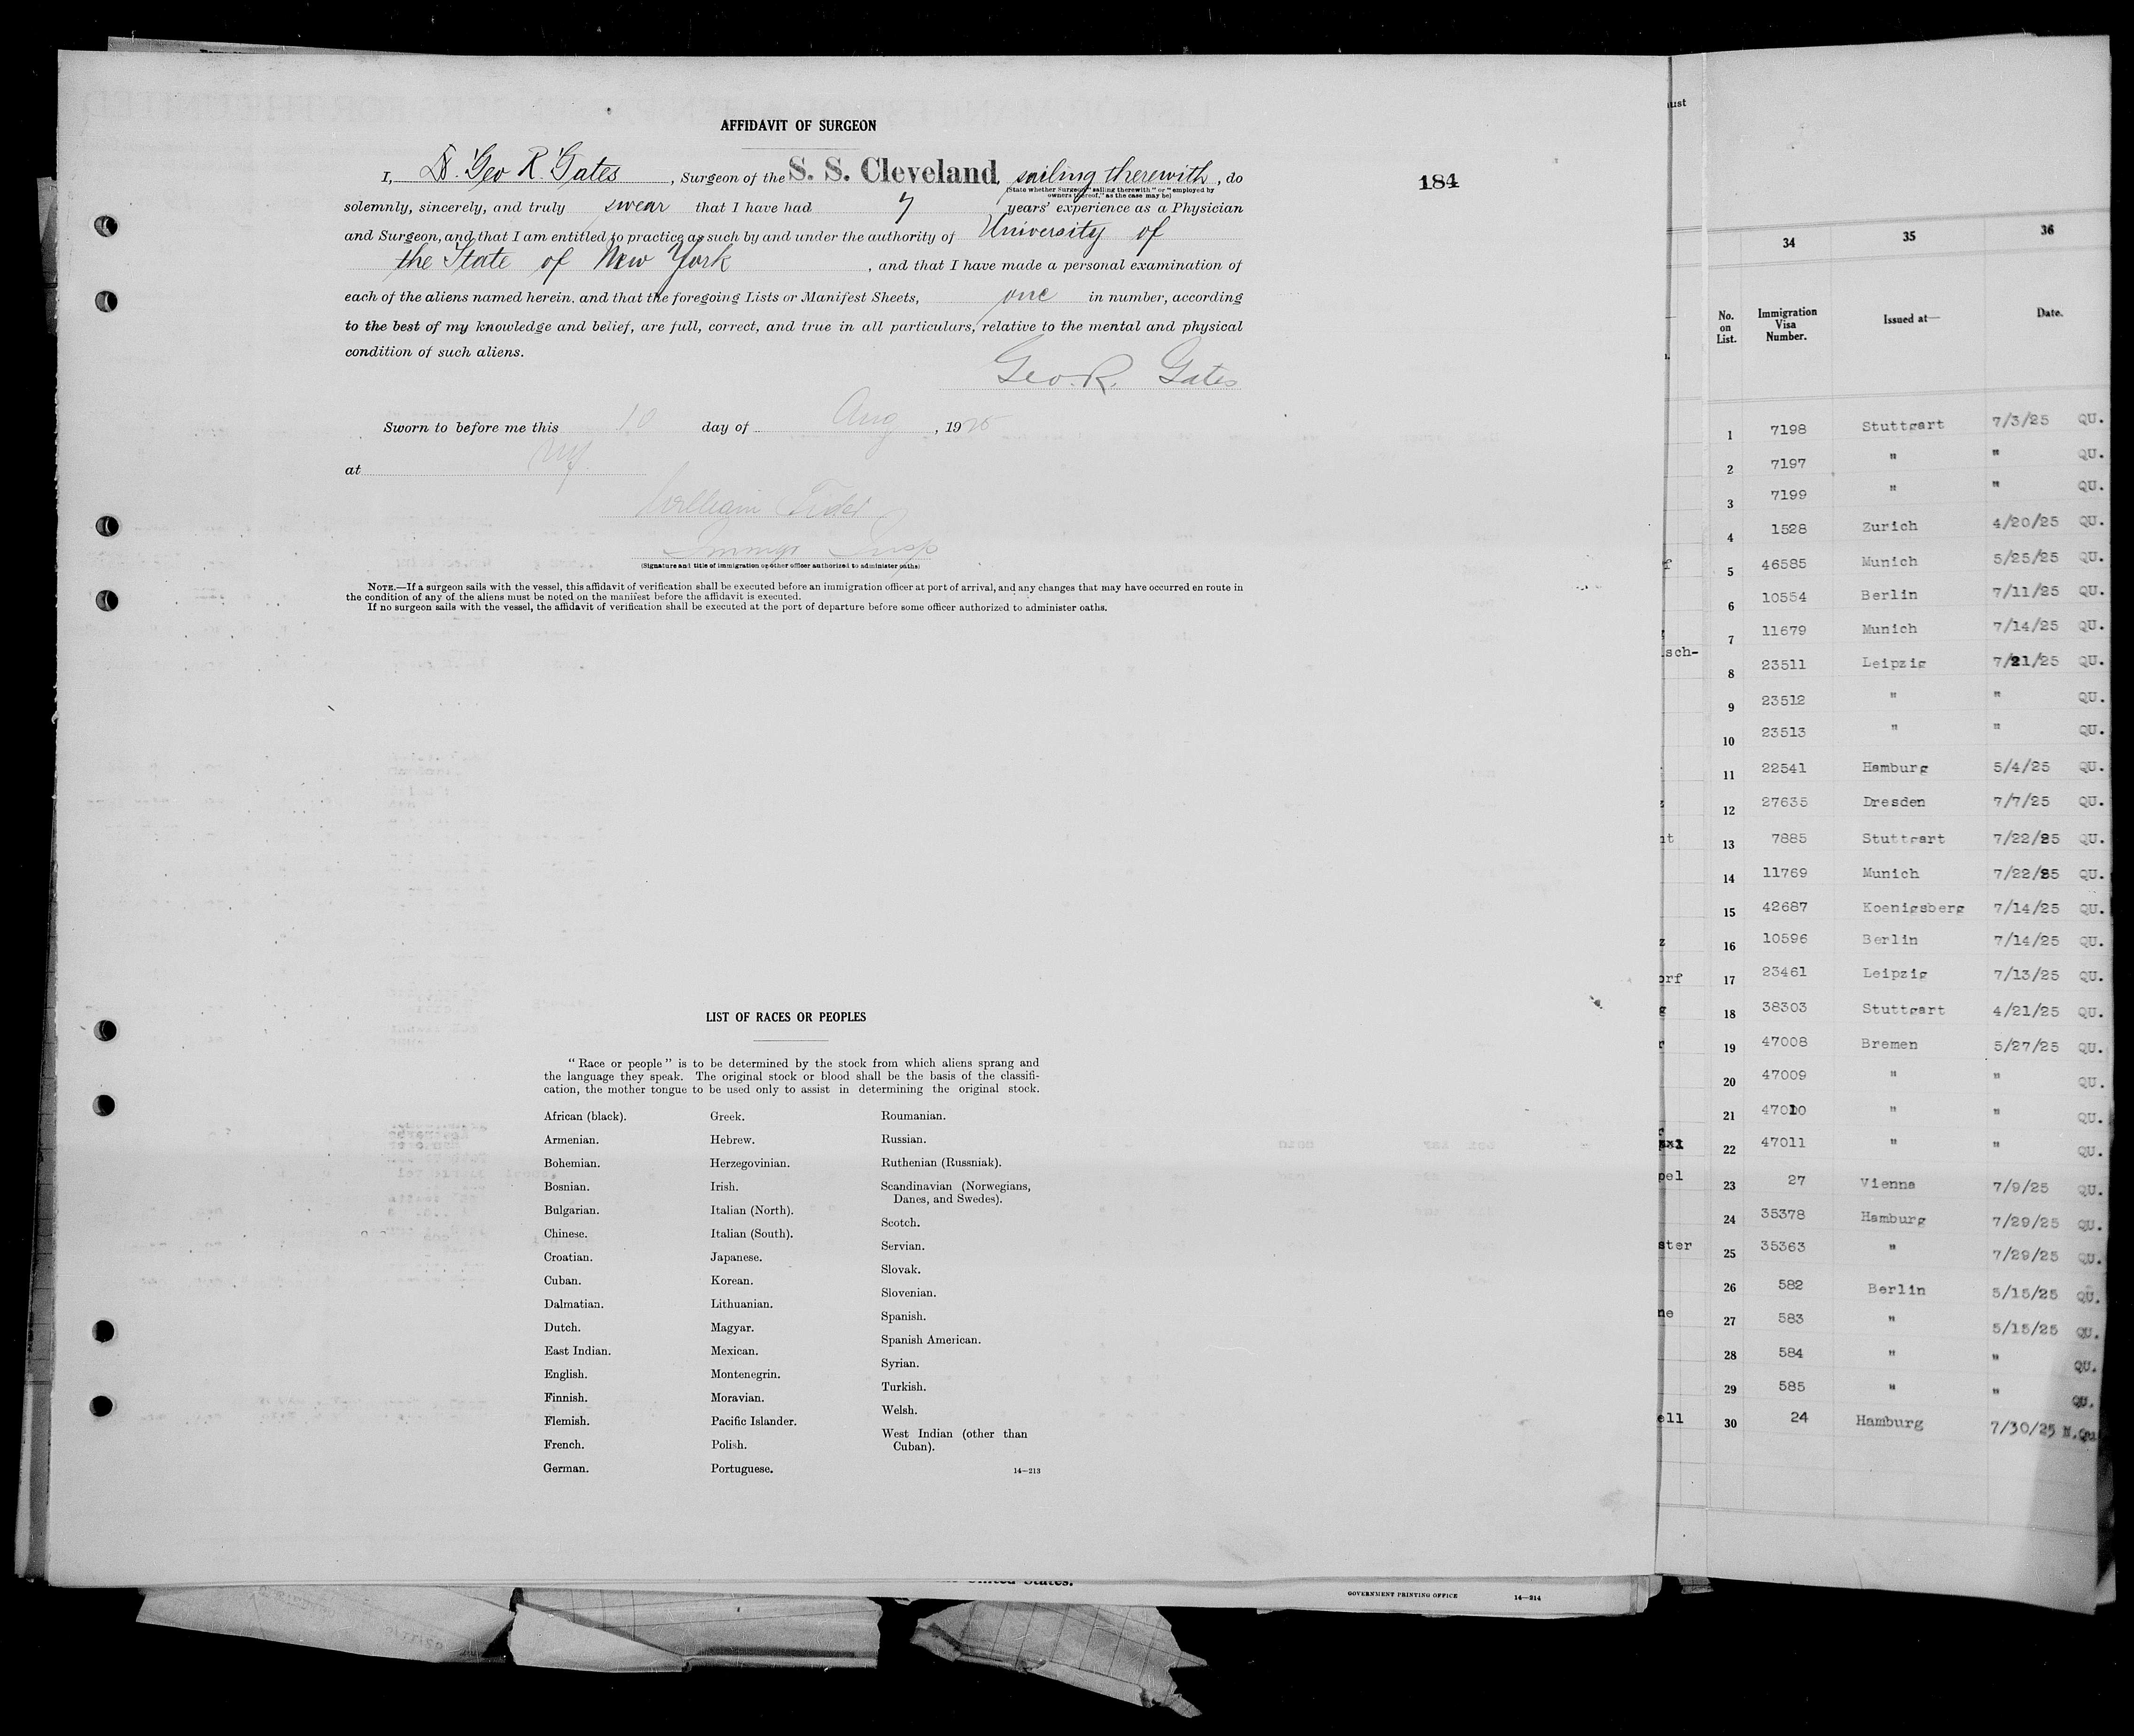 AFFIDAVIT OF SURGEON
I, Dr. Geo R. Gates, Surgeon of the S. S. Cleveland, sailing therewith, do
(State whether Surgeon "sailing therewith" or "employed by
owners thereof," as the case may be)
184
solemnly, sincerely, and truly swear that I have had 7 years' experience as a Physician
and Surgeon, and that I am entitled to practice as such by and under the authority of University of
the State of New York, and that I have made a personal examination of
each of the aliens named herein, and that the foregoing Lists or Manifest Sheets, one in number, according
to the best of my knowledge and belief, are full, correct, and true in all particulars, relative to the mental and physical
condition of such aliens.
Geo. R. Gates
Sworn to before me this 10 day of Aug, 1925
at NY.
William
Immgr Insp
(Signature and title of immigration or other officer authorized to administer oaths)
NOTE.—If a surgeon sails with the vessel, this affidavit of verification shall be executed before an immigration officer at port of arrival, and any changes that may have occurred en route in
the condition of any of the aliens must be noted on the manifest before the affidavit is executed.
If no surgeon sails with the vessel, the affidavit of verification shall be executed at the port of departure before some officer authorized to administer oaths.
LIST OF RACES OR PEOPLES
"Race or people" is to be determined by the stock from which aliens sprang and
the language they speak. The original stock or blood shall be the basis of the classifi-
cation, the mother tongue to be used only to assist in determining the original stock.
African (black).
Armenian.
Bohemian.
Bosnian.
Bulgarian.
Chinese.
Croatian.
Cuban.
Dalmatian.
Dutch.
East Indian.
English.
Finnish.
Flemish.
French.
German.
Greek.
Hebrew.
Herzegovinian.
Irish.
Italian (North).
Italian (South).
Japanese.
Korean.
Lithuanian.
Magyar.
Mexican.
Montenegrin.
Moravian.
Pacific Islander.
Polish.
Portuguese.
Roumanian.
Russian.
Ruthenian (Russniak).
Scandinavian (Norwegians,
Danes, and Swedes).
Scotch.
Servian.
Slovak.
Slovenian.
Spanish.
Spanish American.
Syrian.
Turkish.
Welsh.
West Indian (other than
Cuban).
14—213
United States.
GOVERNMENT PRINTING OFFICE 14—214
34 35 36
No. on List. Immigration Visa Number. Issued at— Date.
1 7198 Stuttgart 7/3/25 QU.
2 7197 " " QU.
3 7199 " " QU.
4 1528 Zurich 4/20/25 QU.
5 46585 Munich 5/25/25 QU.
6 10554 Berlin 7/11/25 QU.
7 11679 Munich 7/14/25 QU.
8 23511 Leipzig 7/21/25 QU.
9 23512 " " QU.
10 23513 " " QU.
11 22541 Hamburg 5/4/25 QU.
12 27635 Dresden 7/7/25 QU.
13 7885 Stuttgart 7/22/25 QU.
14 11769 Munich 7/22/25 QU.
15 42687 Koenigsberg 7/14/25 QU.
16 10596 Berlin 7/14/25 QU.
17 23461 Leipzig 7/13/25 QU.
18 38303 Stuttgart 4/21/25 QU.
19 47008 Bremen 5/27/25 QU.
20 47009 " " QU.
21 47010 " " QU.
22 47011 " " QU.
23 27 Vienna 7/9/25 QU.
24 35378 Hamburg 7/29/25 QU.
25 35363 " 7/29/25 QU.
26 582 Berlin 5/15/25 QU.
27 583 " 5/15/25 QU.
28 584 " " QU.
29 585 " " QU.
30 24 Hamburg 7/30/25